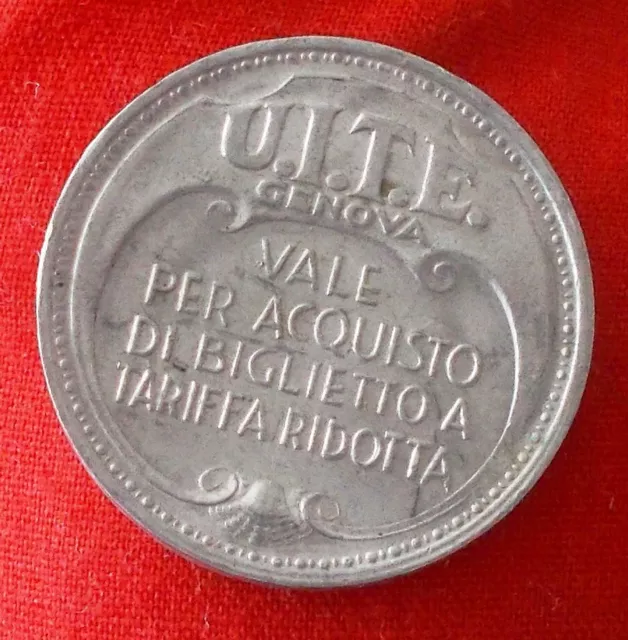 U.I.T.E.
GENOVA
VALE
PER ACQUISTO
DI BIGLIETTO A
TARIFFA RIDOTTA